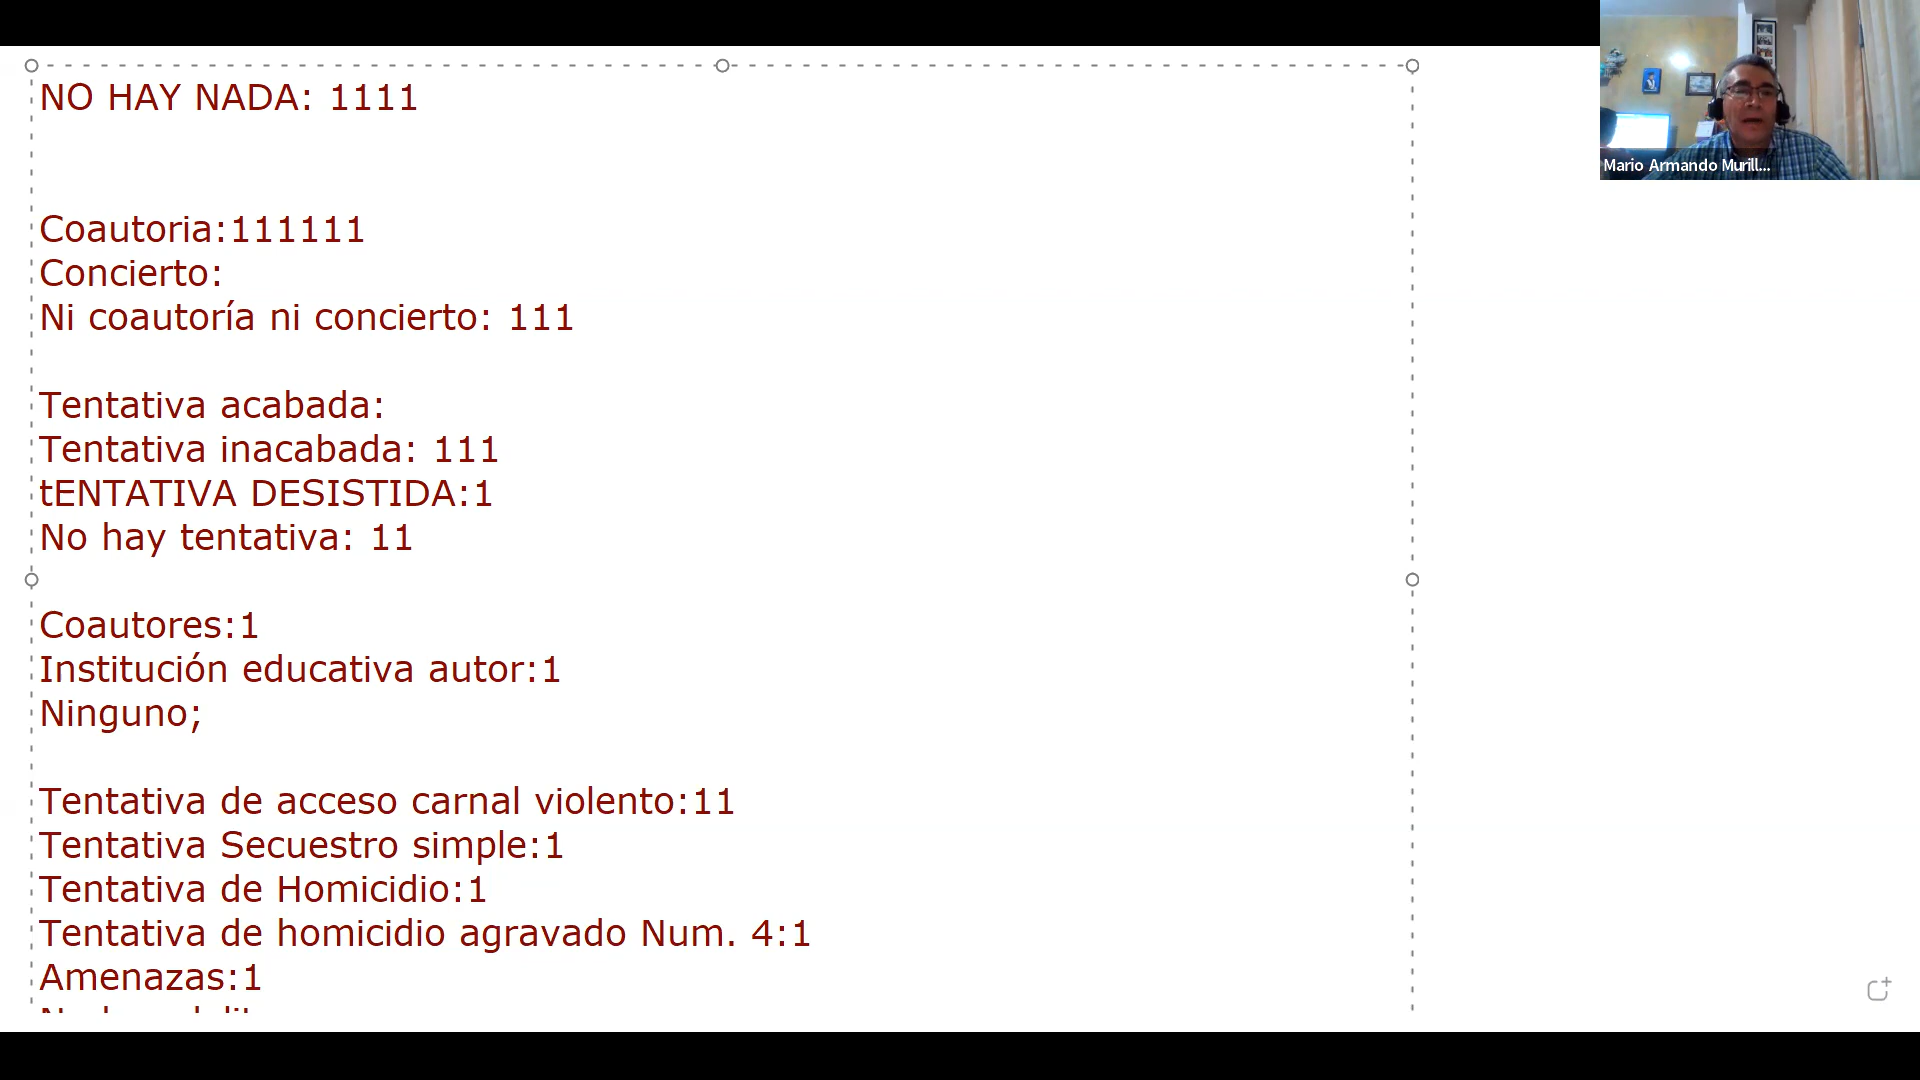 NO HAY NADA: 1111
Coautoria:111111
Concierto:
Ni coautoría ni concierto: 111
Tentativa acabada:
Tentativa inacabada: 111
tENTATIVA DESISTIDA:1
No hay tentativa: 11
Coautores:1
Institución educativa autor:1
Ninguno;
Tentativa de acceso carnal violento:11
Tentativa Secuestro simple:1
Tentativa de Homicidio:1
Tentativa de homicidio agravado Num. 4:1
Amenazas:1
Mario Armando Murill...